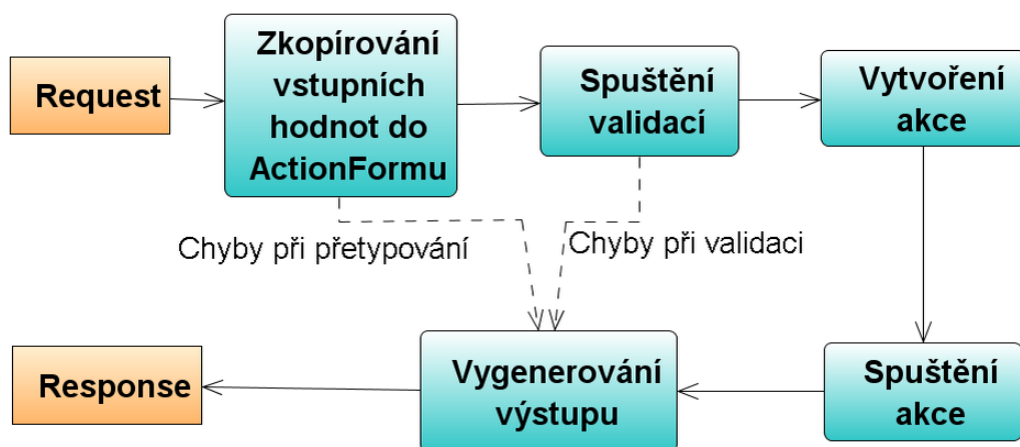 Request
Zkopírování
vstupních
hodnot do
ActionFormu
Spuštění
validací
Vytvoření
akce
Chyby při přetypování
Chyby při validaci
Response
Vygenerování
výstupu
Spuštění
akce